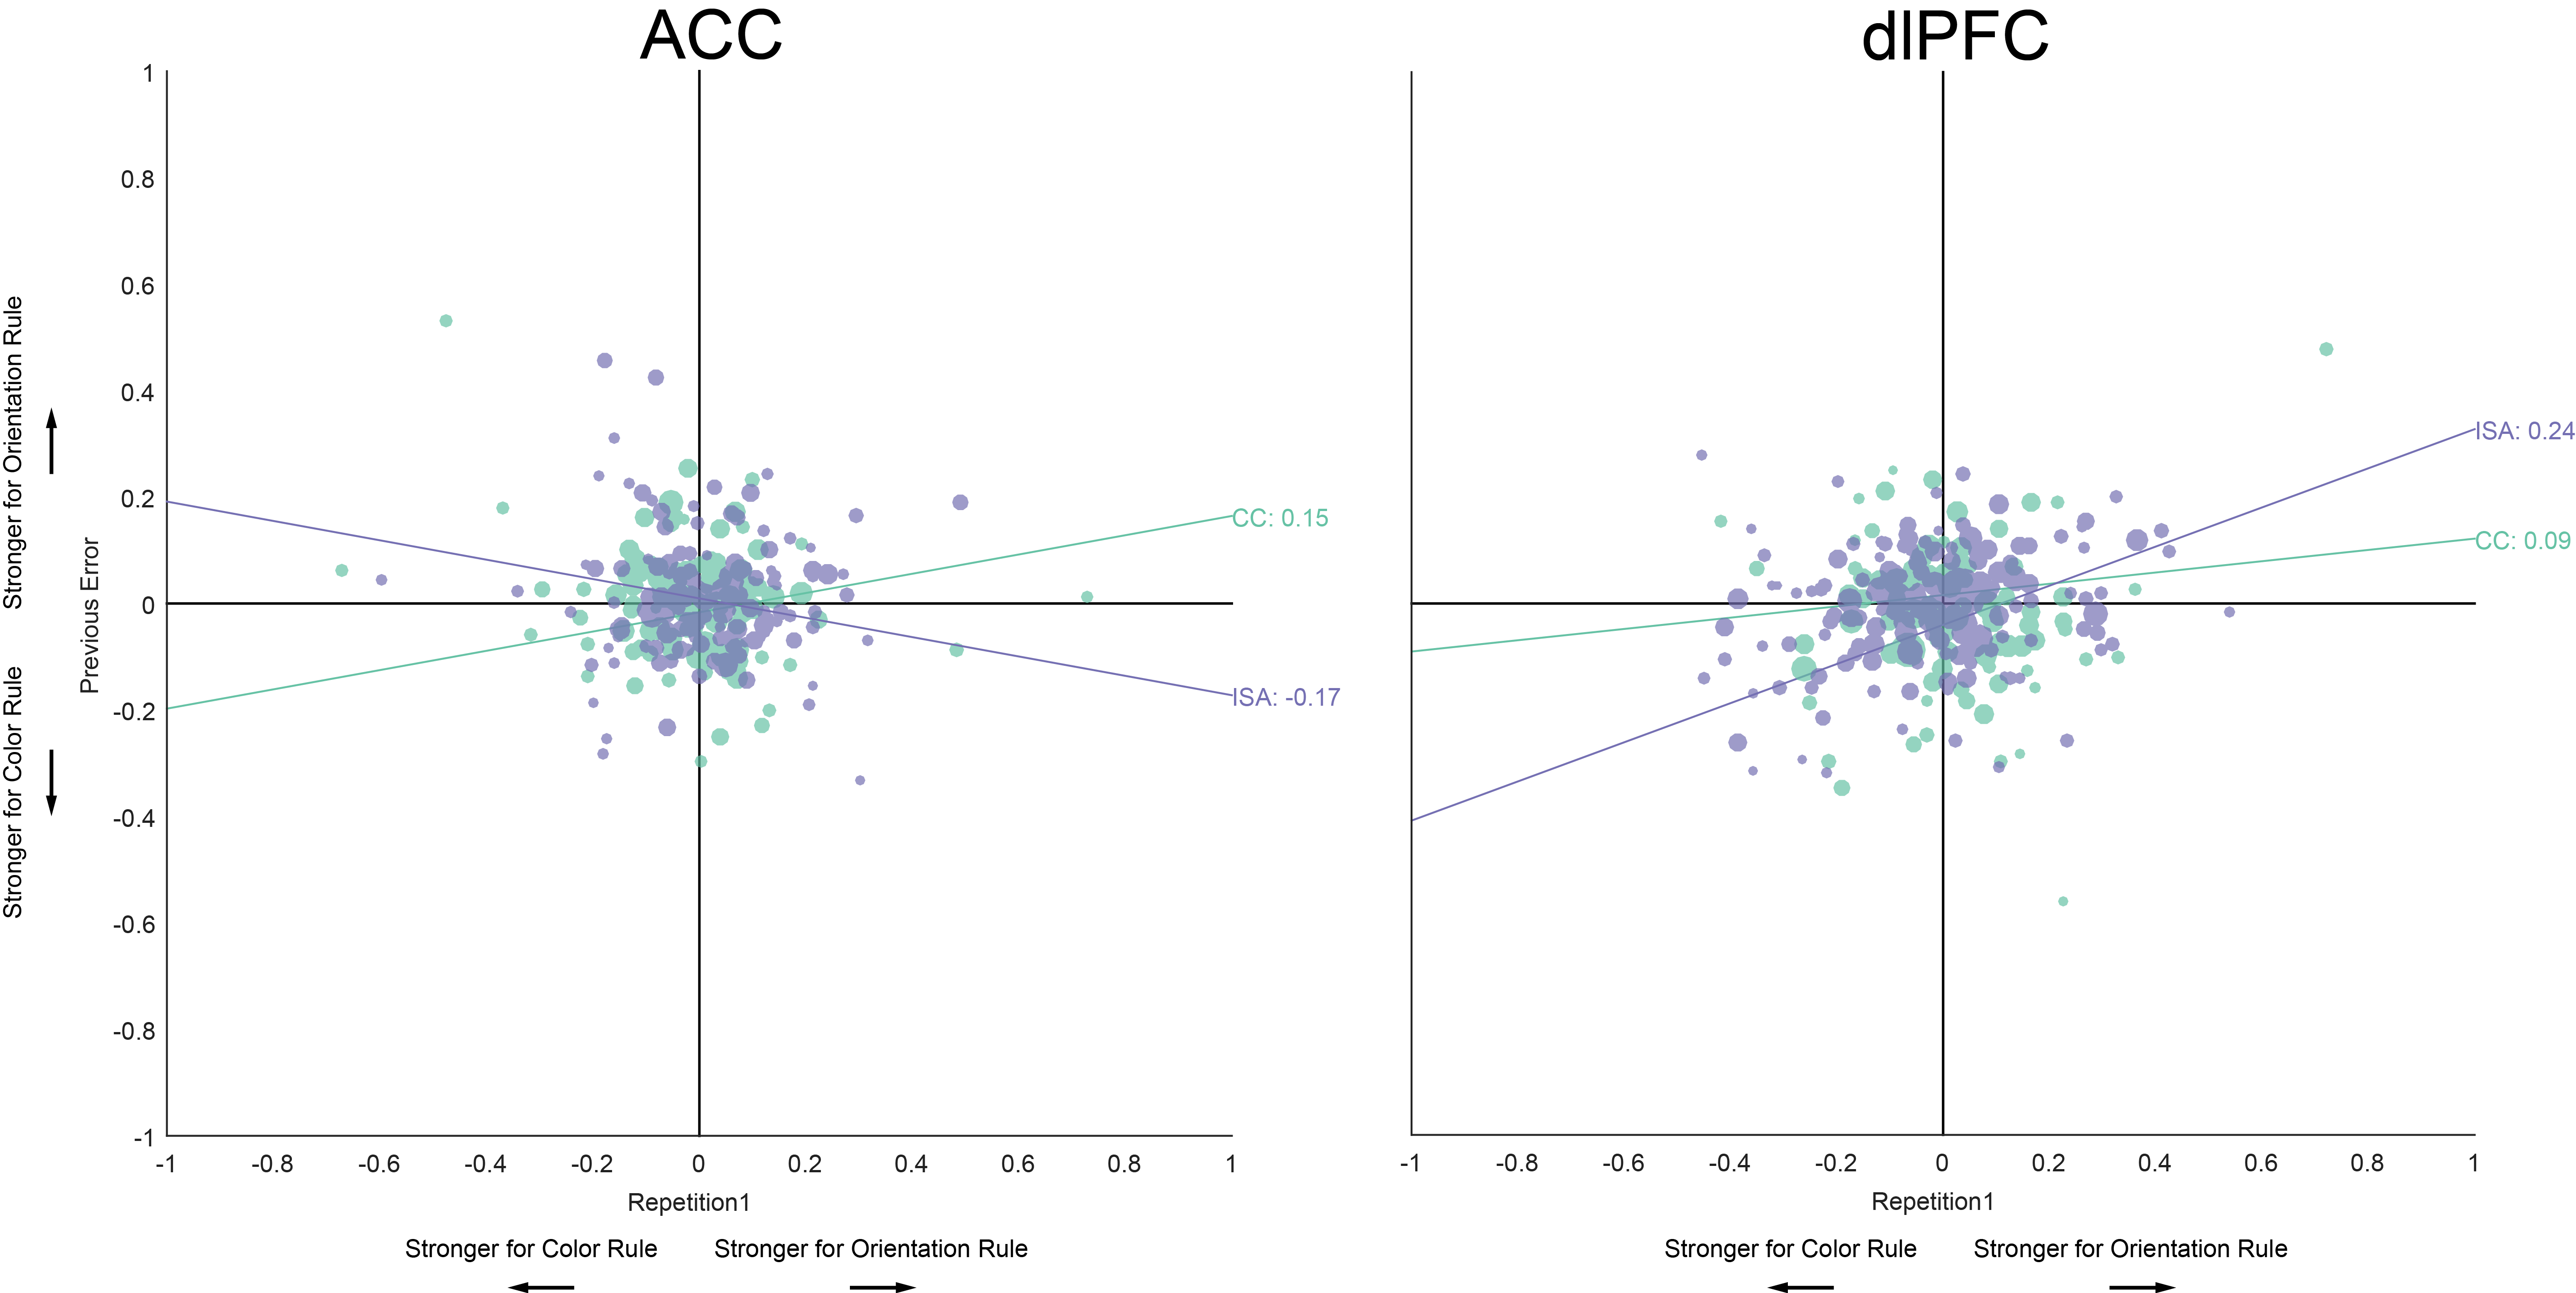 ACC
dlPFC
1
0.8
0.6
0.4
0.2
0
-0.2
-0.4
-0.6
-0.8
-1
Stronger for Orientation Rule
Stronger for Color Rule
Previous Error
CC: 0.15
ISA: -0.17
ISA: 0.24
CC: 0.09
-1 -0.8 -0.6 -0.4 -0.2 0 0.2 0.4 0.6 0.8 1
-1 -0.8 -0.6 -0.4 -0.2 0 0.2 0.4 0.6 0.8 1
Repetition1
Repetition1
Stronger for Color Rule
Stronger for Orientation Rule
Stronger for Color Rule
Stronger for Orientation Rule